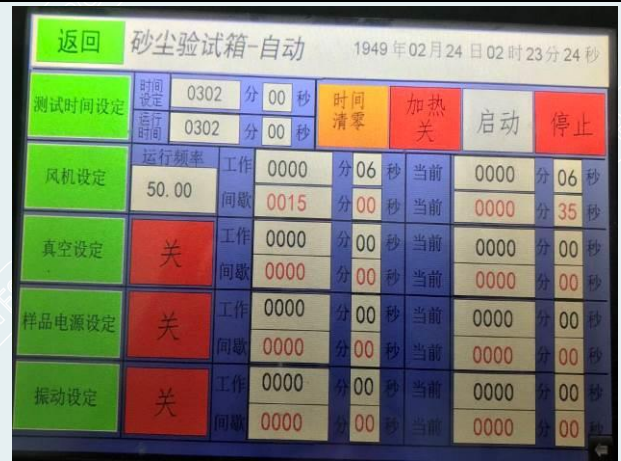 返回 砂尘验试箱-自动 1949 年 02 月 24 日 02 时 23 分 24 秒
测试时间设定 时间设定 0302 分 00 秒 时间清零 加热关 启动 停止
运行时间 0302 分 00 秒
风机设定 运行频率 50.00 工作 0000 分 06 秒 当前 0000 分 06 秒
间歇 0015 分 00 秒 当前 0000 分 35 秒
真空设定 关 工作 0000 分 00 秒 当前 0000 分 00 秒
间歇 0000 分 00 秒 当前 0000 分 00 秒
样品电源设定 关 工作 0000 分 00 秒 当前 0000 分 00 秒
间歇 0000 分 00 秒 当前 0000 分 00 秒
振动设定 关 工作 0000 分 00 秒 当前 0000 分 00 秒
间歇 0000 分 00 秒 当前 0000 分 00 秒